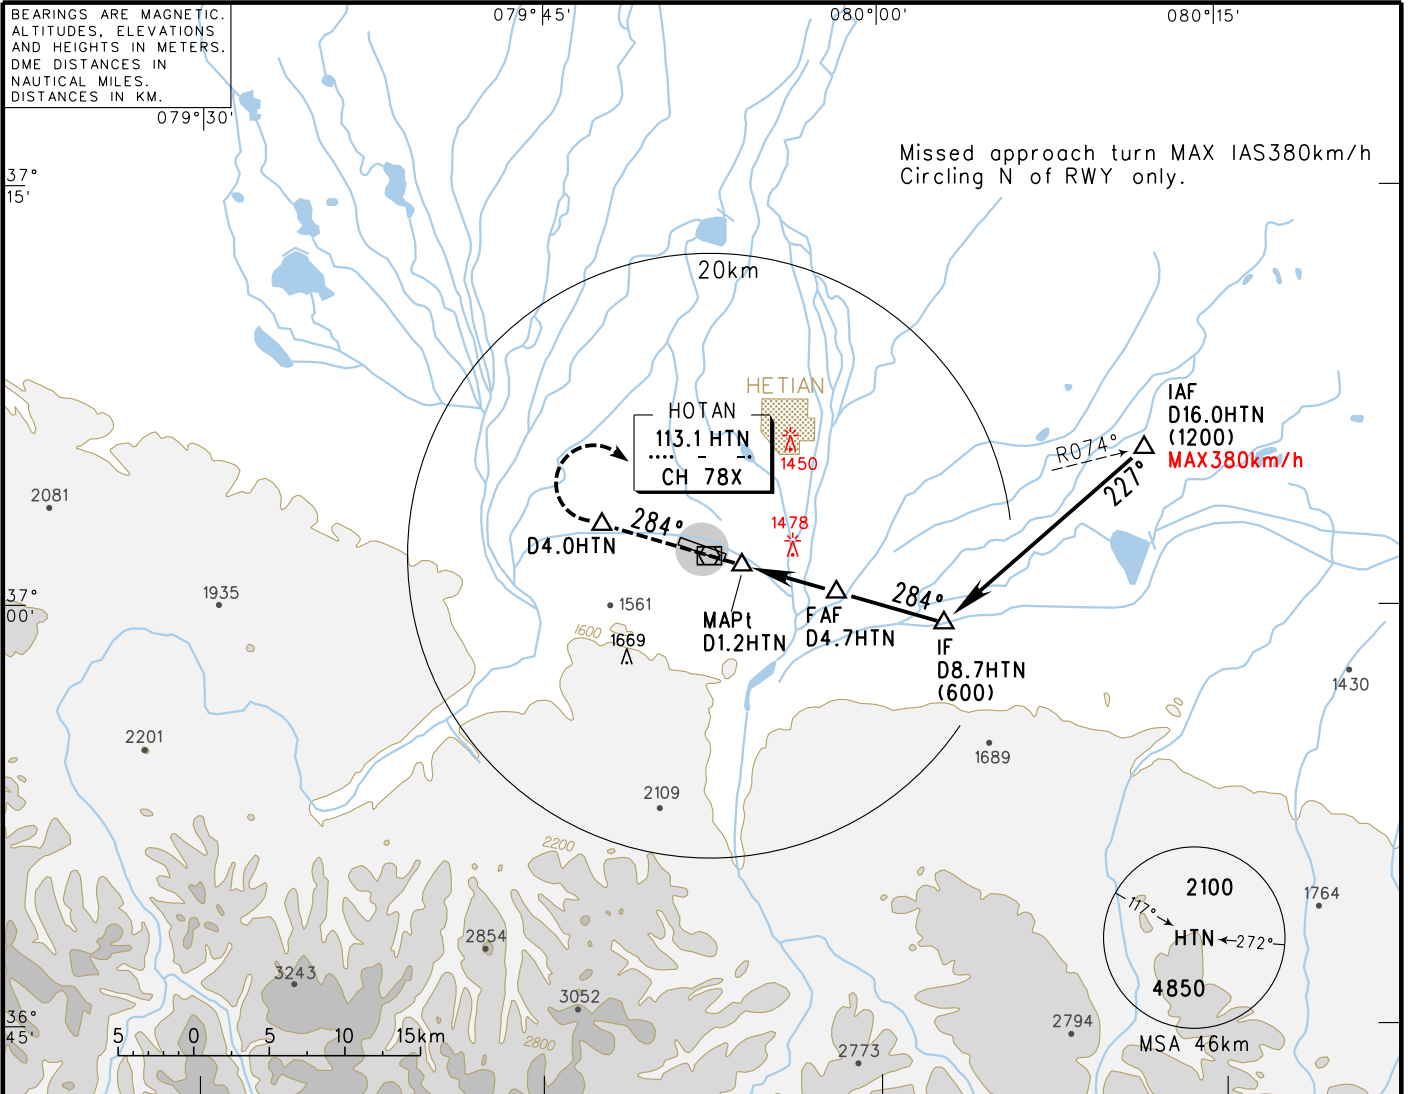 BEARINGS ARE MAGNETIC.
ALTITUDES, ELEVATIONS
AND HEIGHTS IN METERS.
DME DISTANCES IN
NAUTICAL MILES.
DISTANCES IN KM.
079°30'
079°45'
080°00'
080°15'
37°
15'
Missed approach turn MAX IAS380km/h
Circling N of RWY only.
20km
HETIAN
HOTAN
113.1 HTN
CH 78X
1450
1478
IAF
D16.0HTN
(1200)
MAX380km/h
R074°
227°
2081
284°
D4.0HTN
1935
37°
00'
1561
1600
1669
MAPt
D1.2HTN
FAF
D4.7HTN
284°
IF
D8.7HTN
(600)
1430
2201
1689
2109
2200
2100
117°
HTN
272°
4850
MSA 46km
1764
2854
3243
3052
2800
2794
2773
36°
45'
5 0 5 10 15km